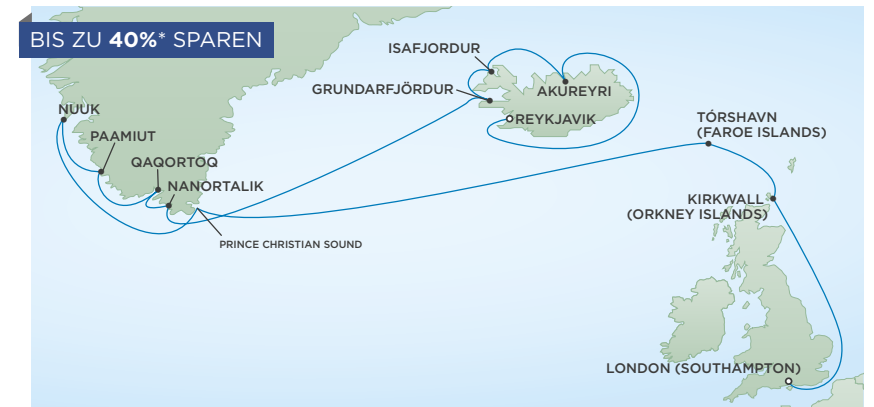 BIS ZU 40%* SPAREN
ISAFJORDUR
GRUNDARFJÖRDUR
AKUREYRI
REYKJAVIK
NUUK
PAAMIUT
QAQORTOQ
NANORTALIK
PRINCE CHRISTIAN SOUND
TÓRSHAVN
(FAROE ISLANDS)
KIRKWALL
(ORKNEY ISLANDS)
LONDON (SOUTHAMPTON)